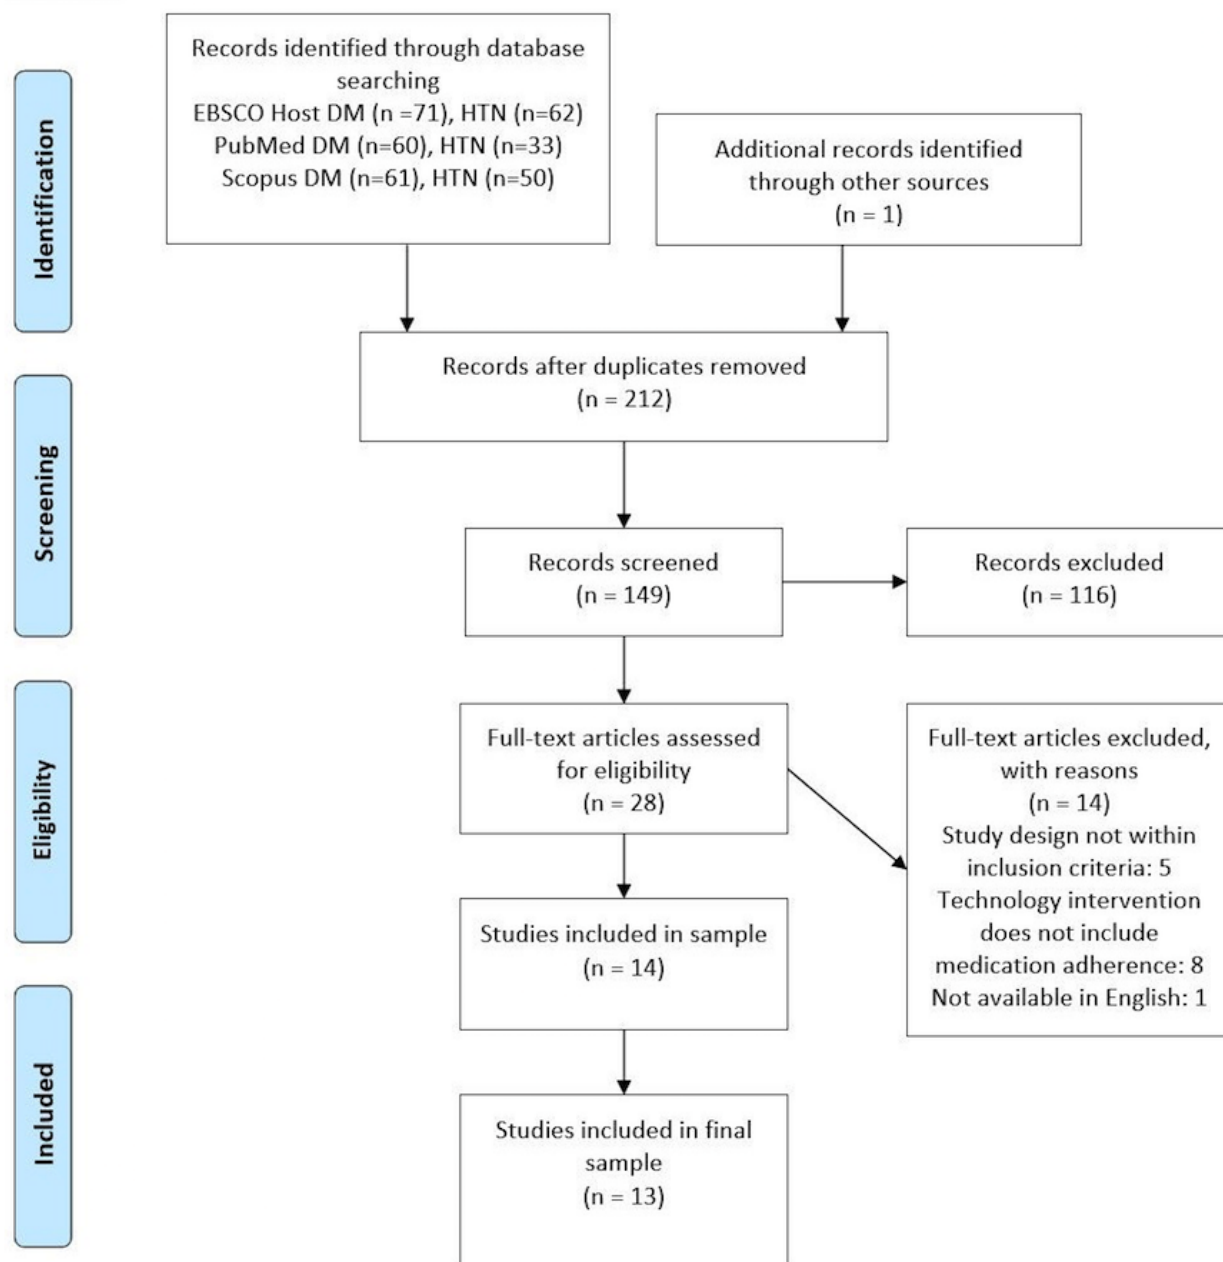 Identification
Records identified through database
searching
EBSCO Host DM (n =71), HTN (n=62)
PubMed DM (n=60), HTN (n=33)
Scopus DM (n=61), HTN (n=50)
Additional records identified
through other sources
(n = 1)
Records after duplicates removed
(n = 212)
Screening
Records screened
(n = 149)
Records excluded
(n = 116)
Eligibility
Full-text articles assessed
for eligibility
(n = 28)
Full-text articles excluded,
with reasons
(n = 14)
Study design not within
inclusion criteria: 5
Technology intervention
does not include
medication adherence: 8
Not available in English: 1
Studies included in sample
(n = 14)
Included
Studies included in final
sample
(n = 13)